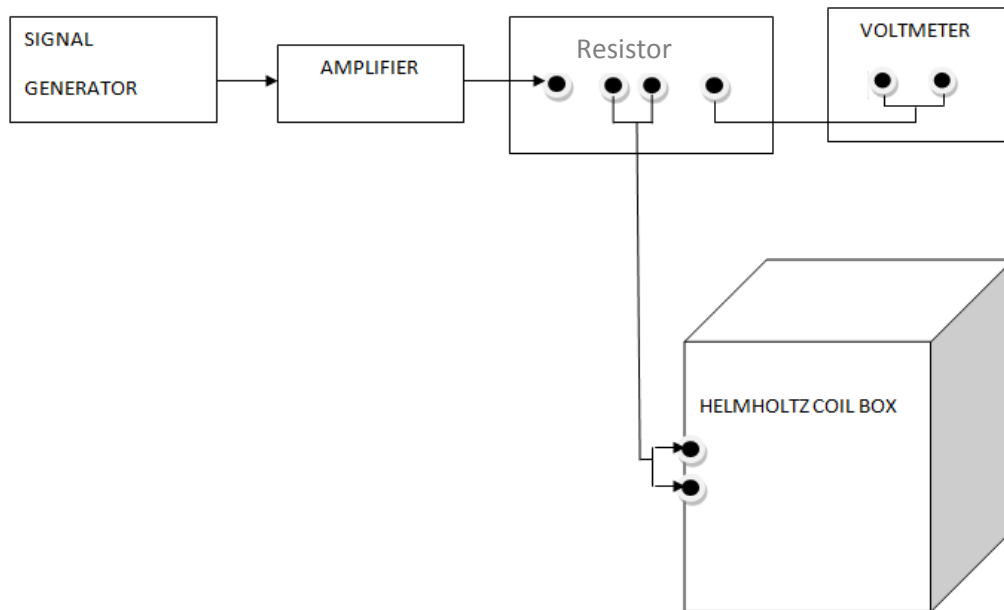 SIGNAL
GENERATOR
AMPLIFIER
Resistor
VOLTMETER
HELMHOLTZ COIL BOX